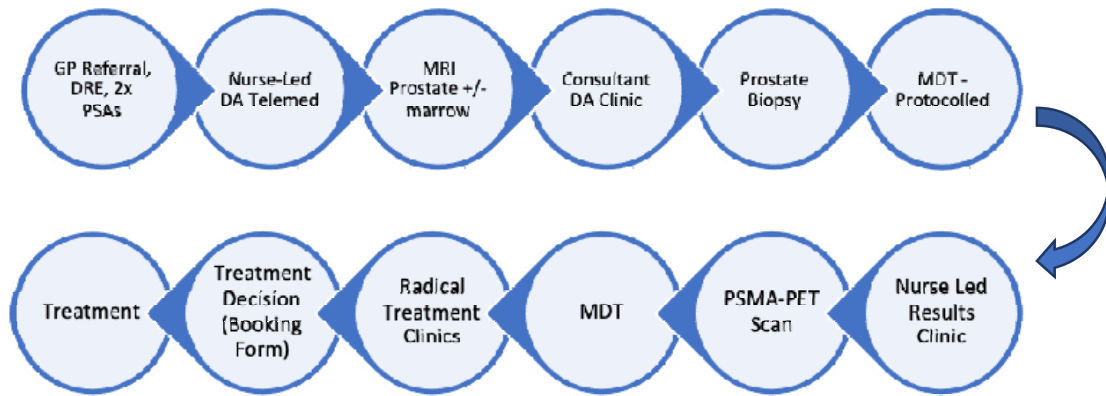 GP Referral,
DRE, 2x
PSAs
Nurse-Led
DA Telemed
MRI
Prostate +/-
marrow
Consultant
DA Clinic
Prostate
Biopsy
MDT -
Protocolled
Nurse Led
Results
Clinic
PSMA-PET
Scan
MDT
Radical
Treatment
Clinics
Treatment
Decision
(Booking
Form)
Treatment